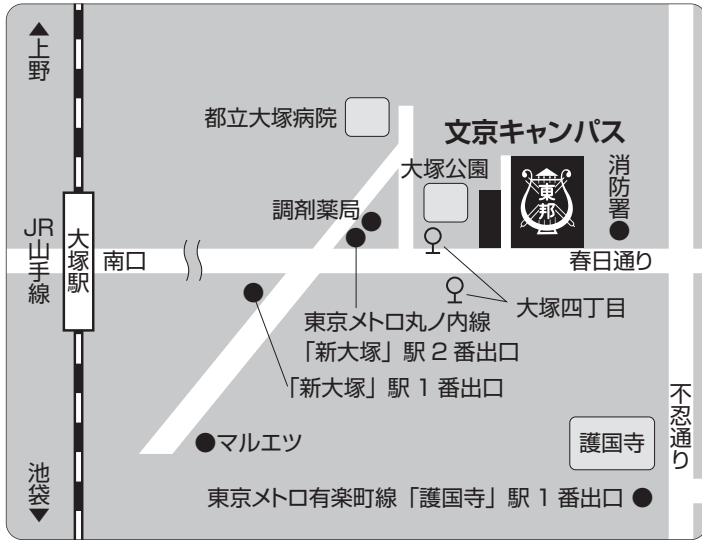 ▲上野
都立大塚病院
文京キャンパス
大塚公園
消防署
調剤薬局
東邦
JR山手線
大塚駅
南口
春日通り
大塚四丁目
東京メトロ丸ノ内線
「新大塚」駅2番出口
「新大塚」駅1番出口
不忍通り
マルエツ
護国寺
池袋▼
東京メトロ有楽町線「護国寺」駅1番出口